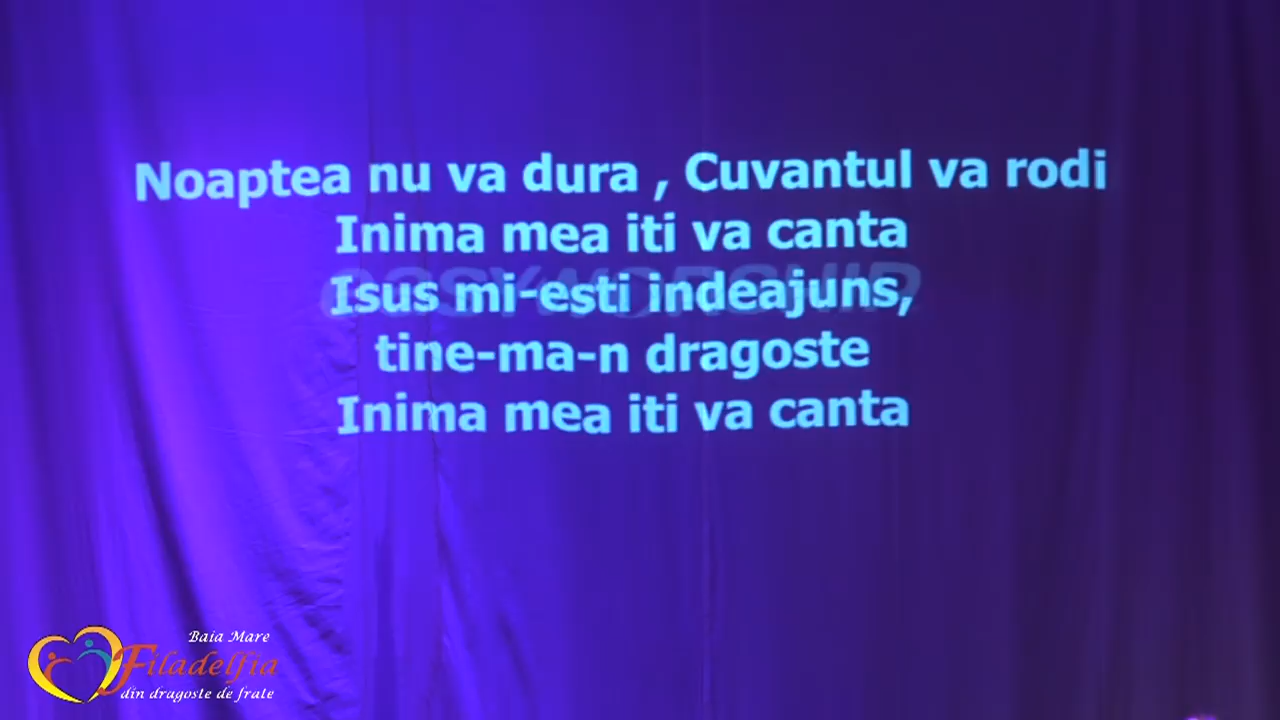 Noaptea nu va dura , Cuvantul va rodi
Inima mea iti va canta
Isus mi-esti indeajuns,
tine-ma-n dragoste
Inima mea iti va canta
Baia Mare
Filadelfia
din dragoste de frate